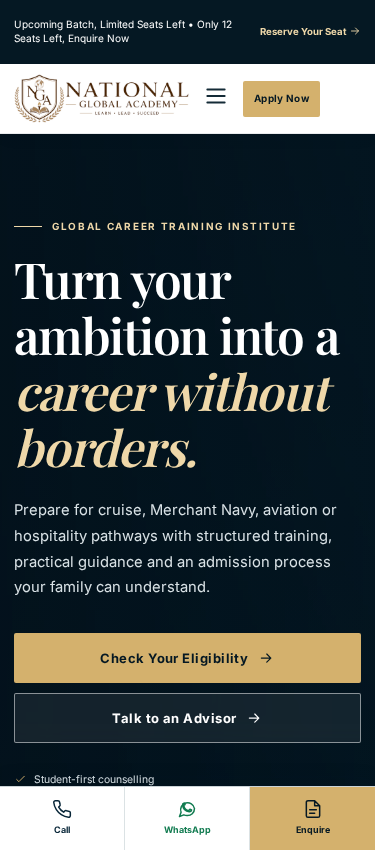 Upcoming Batch, Limited Seats Left • Only 12
Seats Left, Enquire Now
Reserve Your Seat →
NGA
NATIONAL
GLOBAL ACADEMY
LEARN • LEAD • SUCCEED
Apply Now
GLOBAL CAREER TRAINING INSTITUTE
Turn your
ambition into a
career without
borders.
Prepare for cruise, Merchant Navy, aviation or
hospitality pathways with structured training,
practical guidance and an admission process
your family can understand.
Check Your Eligibility →
Talk to an Advisor →
✓ Student-first counselling
Call
WhatsApp
Enquire